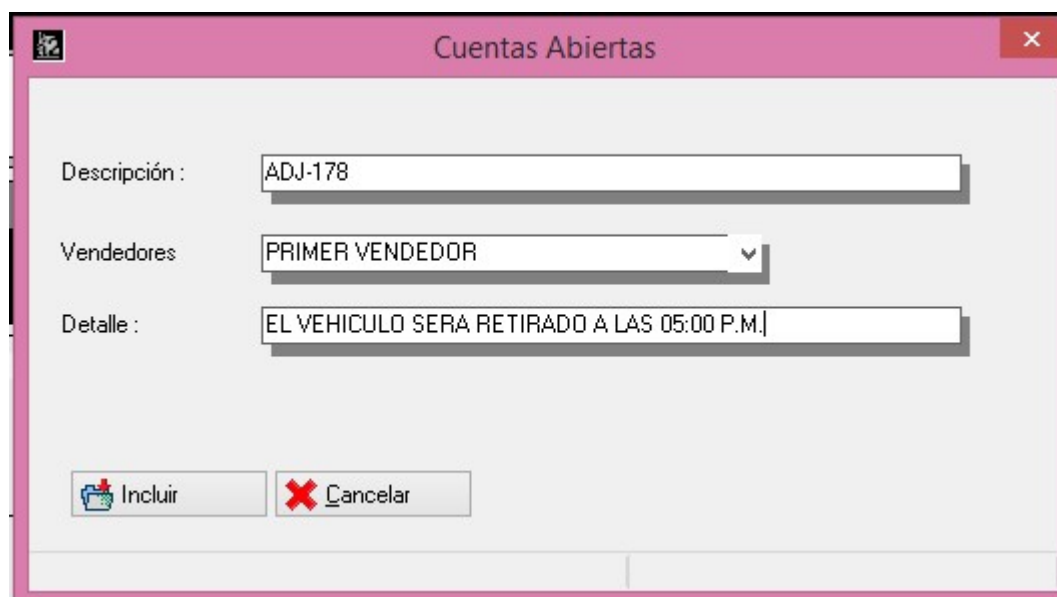 Cuentas Abiertas
Descripción : ADJ-178
Vendedores PRIMER VENDEDOR
Detalle : EL VEHICULO SERA RETIRADO A LAS 05:00 P.M.
Incluir Cancelar